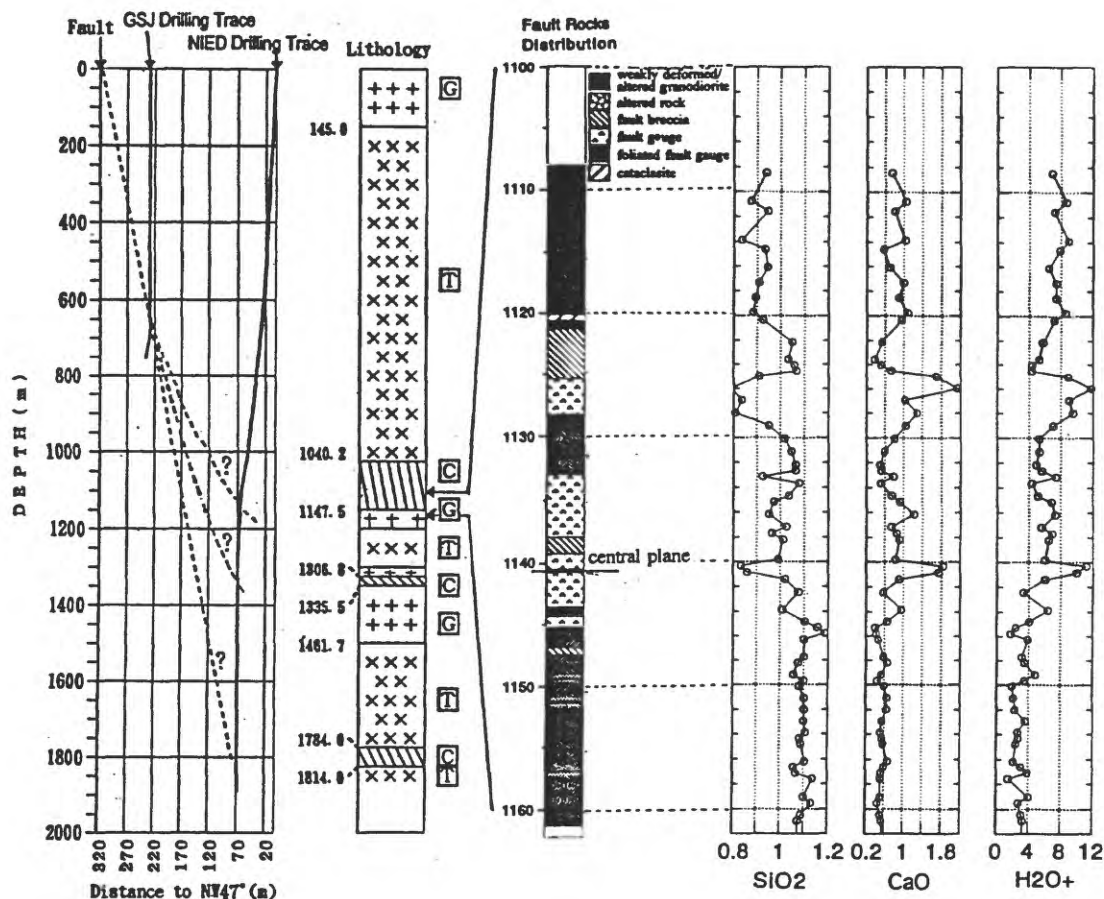 Fault
GSJ Drilling Trace
NIED Drilling Trace
0
200
400
600
800
1000
1200
1400
1600
1800
2000
DEPTH (m)
?
?
?
320
270
220
170
120
70
20
Distance to NW47°(m)
Lithology
G
145.0
T
1040.2
C
1147.5
G
T
1306.8
C
1335.5
G
1461.7
T
1784.0
C
1814.0
T
Fault Rocks
Distribution
1100
1110
1120
1130
1140
1150
1160
weakly deformed/
altered granodiorite
altered rock
fault breccia
fault gouge
foliated fault gauge
cataclasite
central plane
0.8
1.2
SiO2
0.2
1
1.8
CaO
0
4
8
12
H2O+